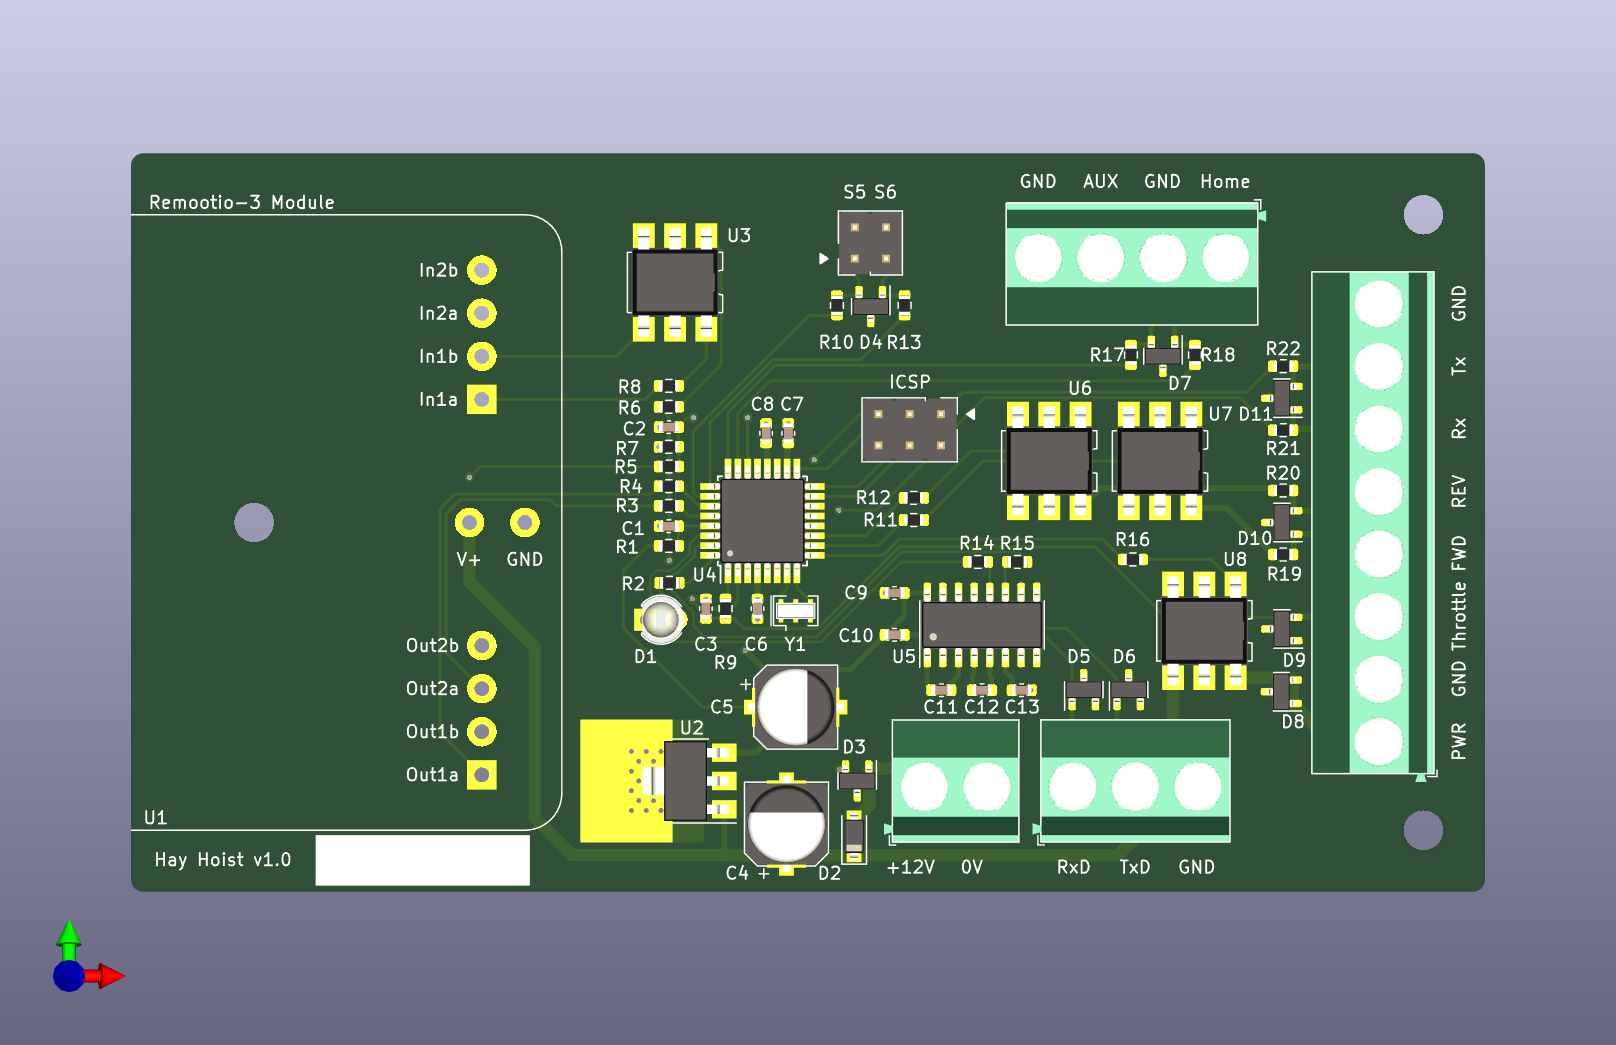 GND AUX GND Home
S5 S6
Remootio-3 Module
U3
In2b
In2a
In1b
In1a
R10 D4 R13
R17
R18
D7
R22
ICSP
U6
U7
D11
R21
R8
R6
C2
R7
R5
R4
R3
C1
R1
R2
C8 C7
R20
R12
R11
D10
R19
V+
GND
U4
R14 R15
R16
U8
C9
C10
U5
D1
C3
R9
C6
Y1
D5
D6
D9
D8
Out2b
Out2a
Out1b
Out1a
+
C5
C11 C12 C13
U2
D3
U1
Hay Hoist v1.0
C4 +
D2
+12V
0V
RxD
TxD
GND
GND
Tx
Rx
REV
FWD
Throttle
GND
PWR